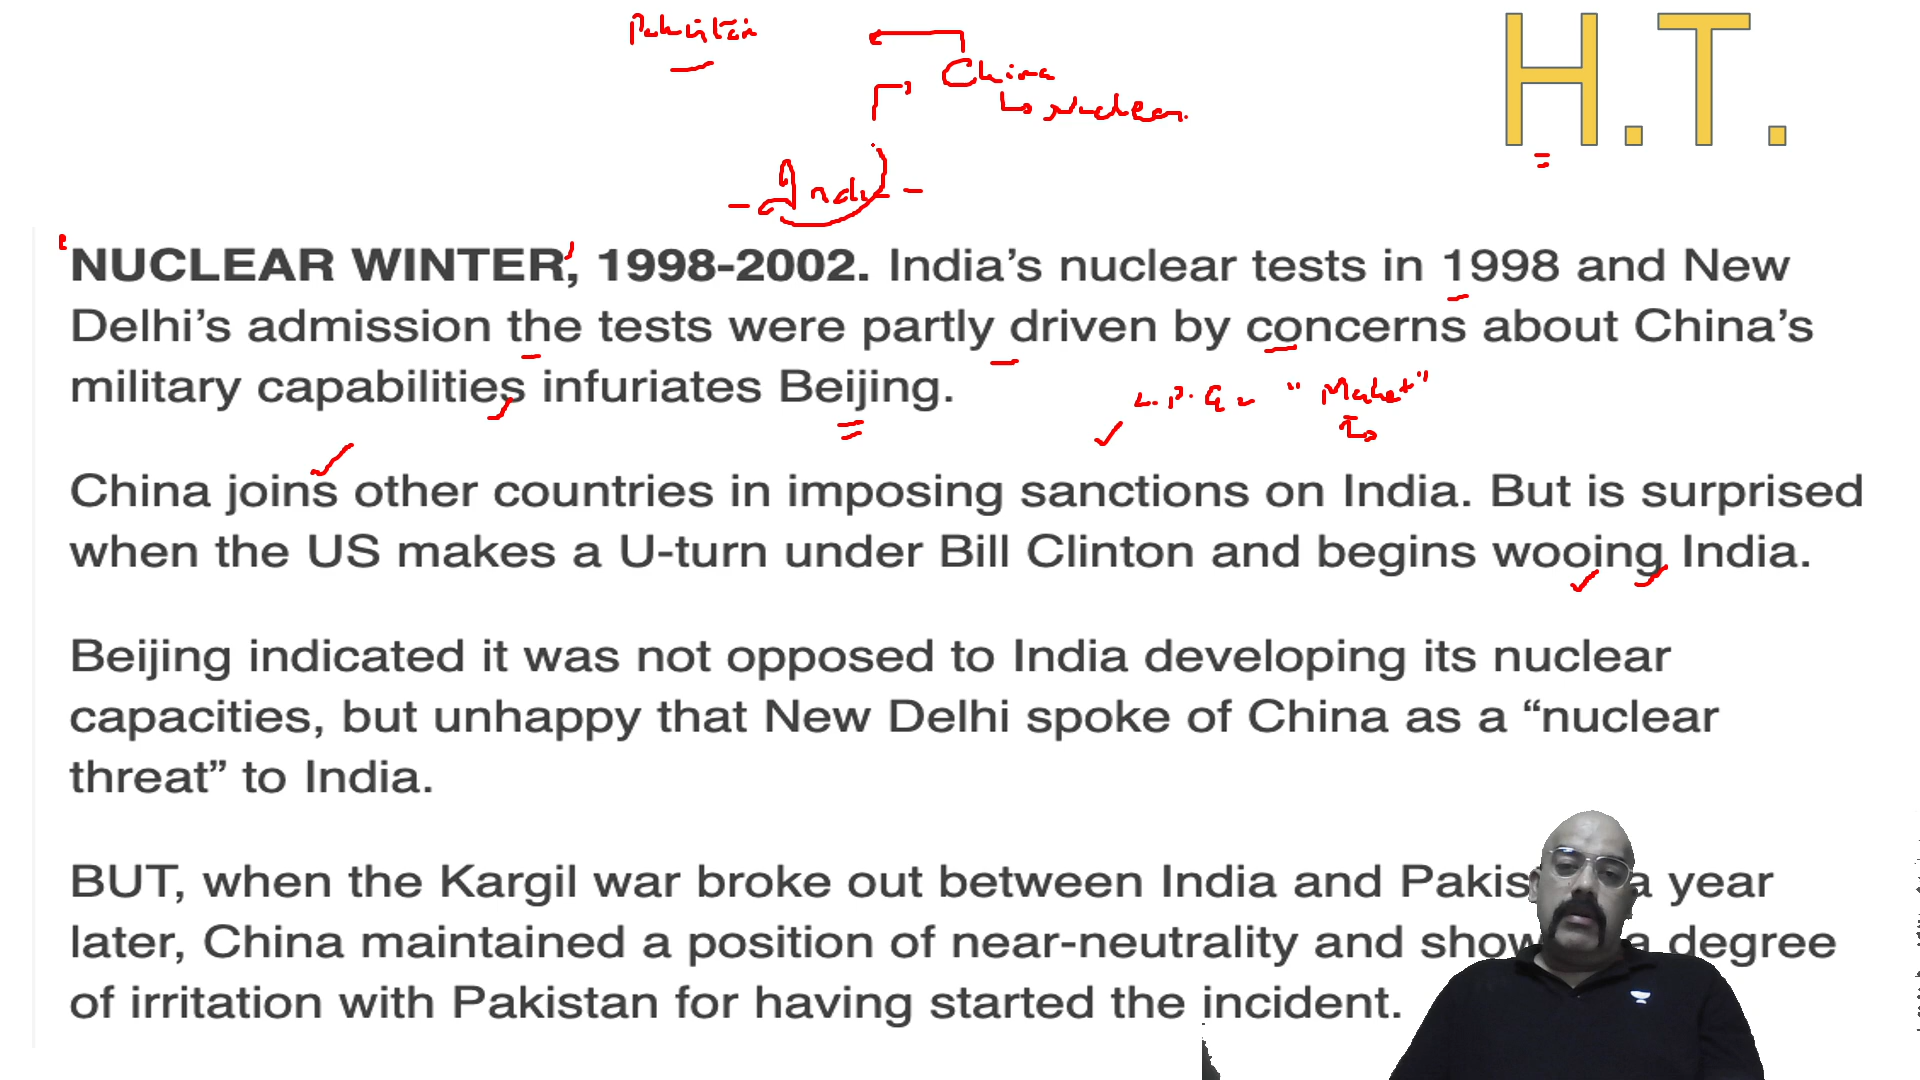 Pakistan
China
↳ Nuclear.
India
H.T.
'NUCLEAR WINTER', 1998-2002. India’s nuclear tests in 1998 and New
Delhi’s admission the tests were partly driven by concerns about China’s
military capabilities infuriates Beijing.
L.P.G "Market"
China joins other countries in imposing sanctions on India. But is surprised
when the US makes a U-turn under Bill Clinton and begins wooing India.
Beijing indicated it was not opposed to India developing its nuclear
capacities, but unhappy that New Delhi spoke of China as a “nuclear
threat” to India.
BUT, when the Kargil war broke out between India and Pakis a year
later, China maintained a position of near-neutrality and show a degree
of irritation with Pakistan for having started the incident.